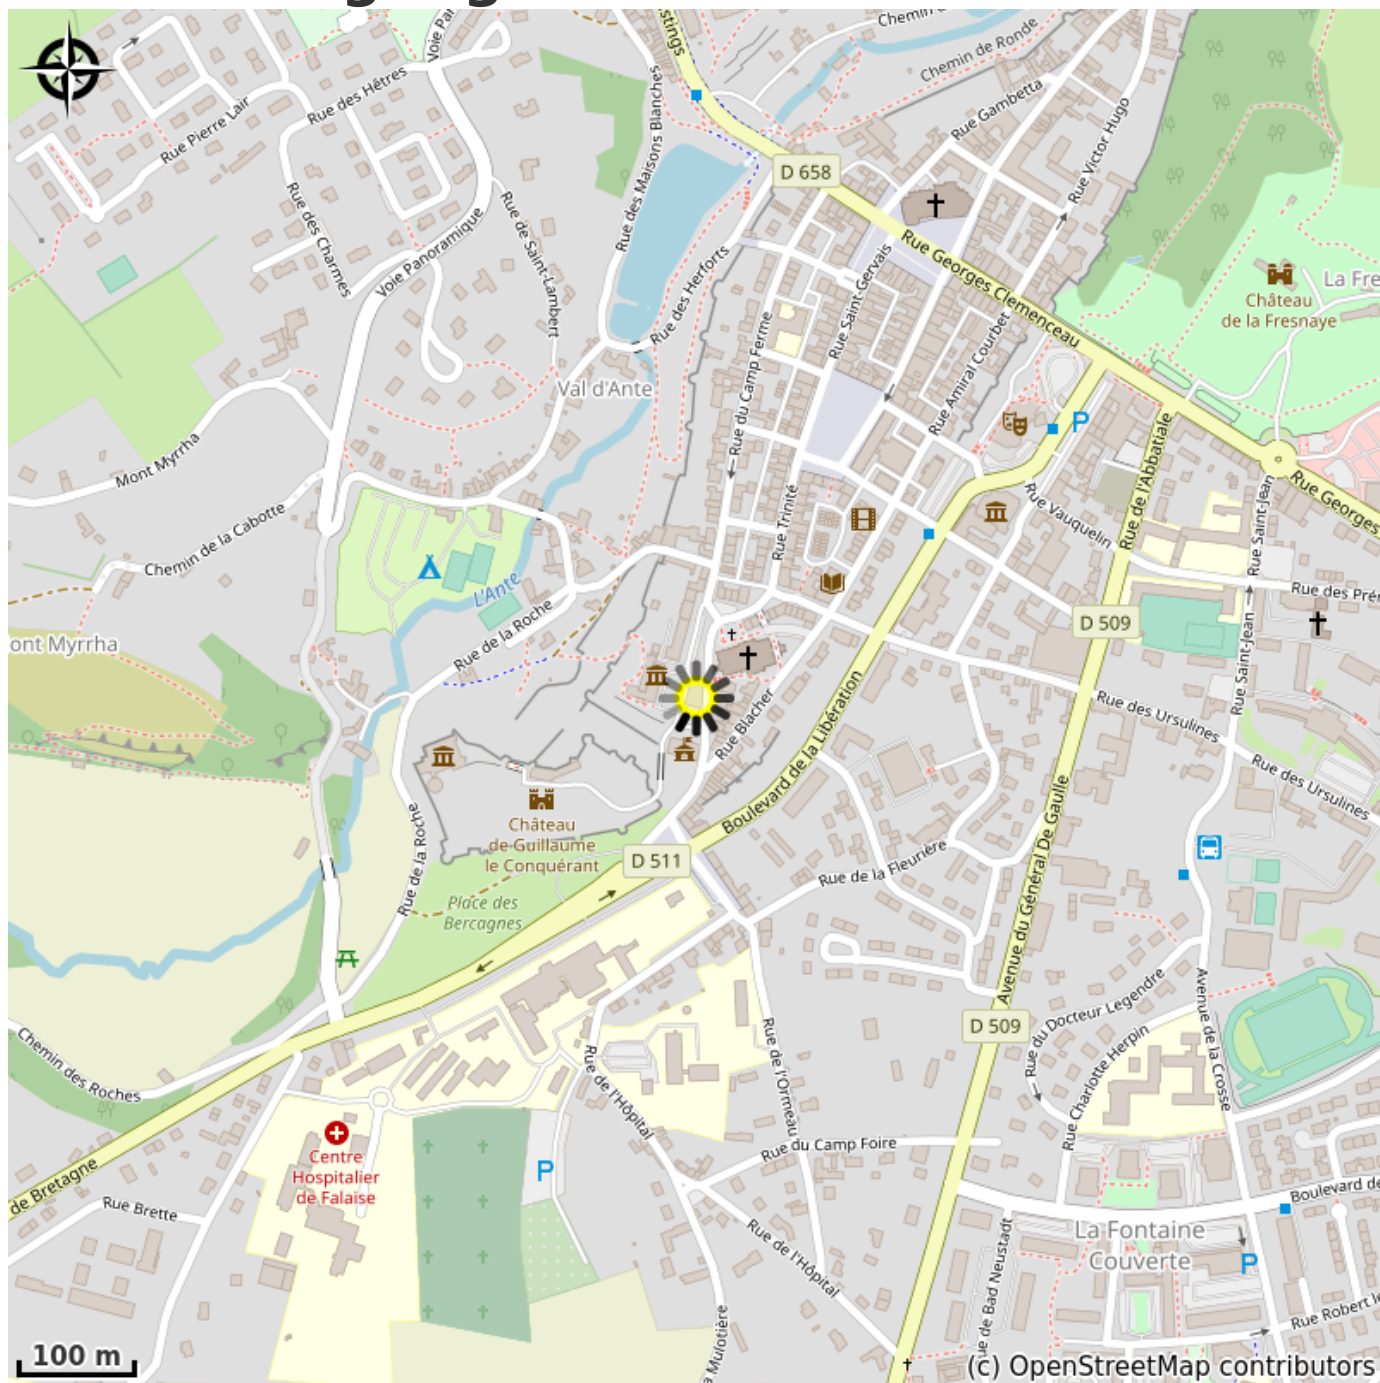 Chemin de Ronde
Rue Gambetta
Rue Victor Hugo
Rue des Hêtres
Rue Pierre Lair
Rue des Maisons Blanches
D 658
Rue des Charmes
Rue de Saint-Lambert
Voie Panoramique
Rue des Herforts
Rue Saint-Gervais
Rue Georges Clemenceau
Château
de la Fresnaye
La Fre
Rue du Camp Ferme
Rue Amiral Courbet
Val d'Ante
Mont Myrrha
P
Rue de l'Abbatiale
Rue Georges
Chemin de la Cabotte
Rue Trinité
Rue Vauquelin
Rue Saint-Jean
L'Ante
Rue de la Roche
Rue des Pré
D 509
ont Myrrha
Rue Saint-Jean
Rue des Ursulines
Rue Blacher
Boulevard de la Libération
Rue des Ursulines
Château
de Guillaume
le Conquérant
D 511
Rue de la Roche
Rue de la Fleurière
Avenue du Général De Gaulle
Place des
Bercagnes
Rue du Docteur Legendre
Avenue de la Crosse
D 509
Chemin des Roches
Rue de l'Hôpital
Rue de l'Ormeau
Rue Charlotte Herpin
Centre
Hospitalier
de Falaise
P
Rue du Camp Foire
de Bretagne
Rue Brette
Boulevard de
Rue de l'Hôpital
La Fontaine
Couverte
P
ue de Bad Neustadt
Rue Robert le
a Mulotière
100 m
(c) OpenStreetMap contributors